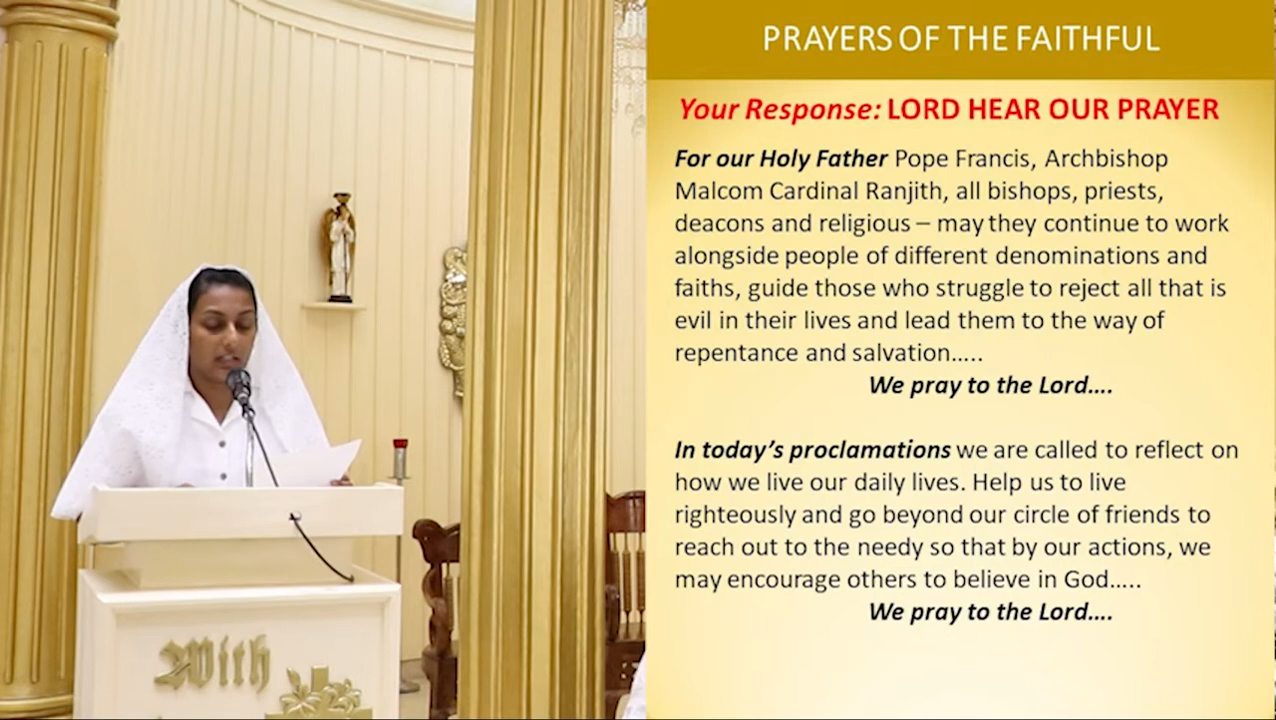 PRAYERS OF THE FAITHFUL
Your Response: LORD HEAR OUR PRAYER
For our Holy Father Pope Francis, Archbishop
Malcom Cardinal Ranjith, all bishops, priests,
deacons and religious – may they continue to work
alongside people of different denominations and
faiths, guide those who struggle to reject all that is
evil in their lives and lead them to the way of
repentance and salvation…..
We pray to the Lord….
In today’s proclamations we are called to reflect on
how we live our daily lives. Help us to live
righteously and go beyond our circle of friends to
reach out to the needy so that by our actions, we
may encourage others to believe in God…..
We pray to the Lord….
With